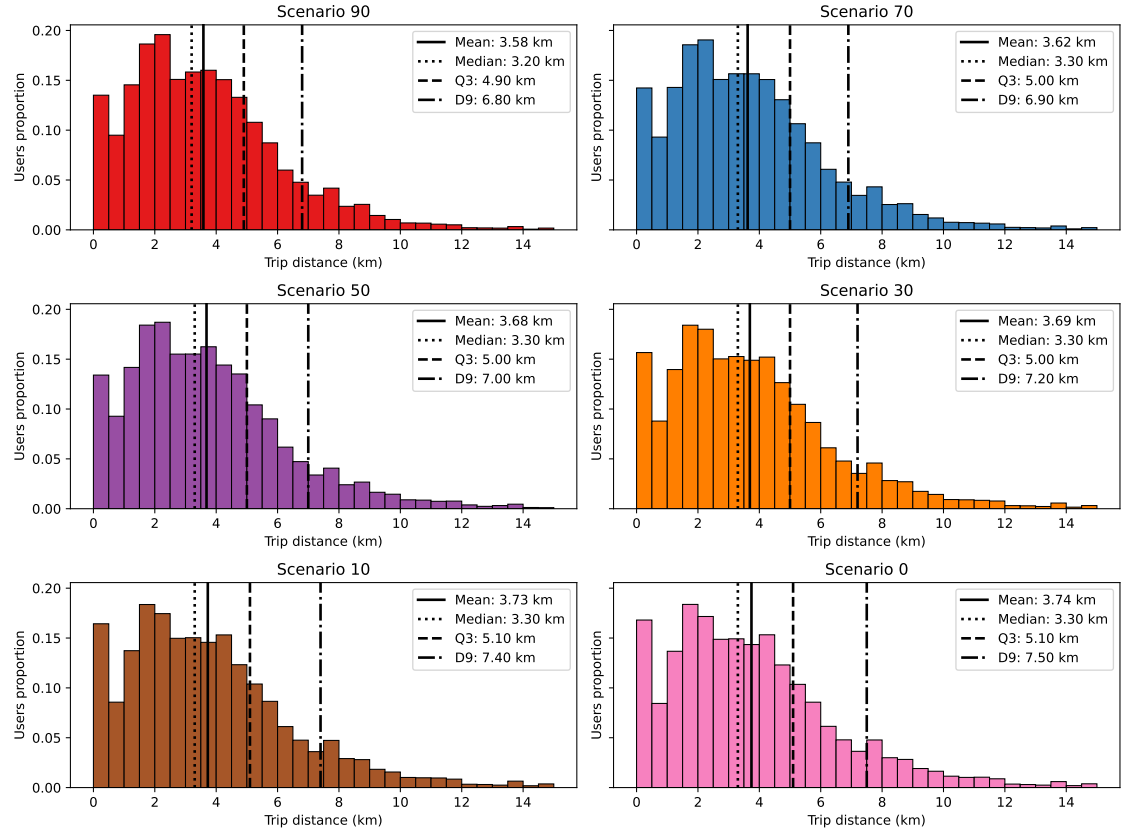 Scenario 90
Users proportion
0.20
0.15
0.10
0.05
0.00
Mean: 3.58 km
Median: 3.20 km
Q3: 4.90 km
D9: 6.80 km
0 2 4 6 8 10 12 14
Trip distance (km)
Scenario 70
Users proportion
Mean: 3.62 km
Median: 3.30 km
Q3: 5.00 km
D9: 6.90 km
0 2 4 6 8 10 12 14
Trip distance (km)
Scenario 50
Users proportion
0.20
0.15
0.10
0.05
0.00
Mean: 3.68 km
Median: 3.30 km
Q3: 5.00 km
D9: 7.00 km
0 2 4 6 8 10 12 14
Trip distance (km)
Scenario 30
Users proportion
Mean: 3.69 km
Median: 3.30 km
Q3: 5.00 km
D9: 7.20 km
0 2 4 6 8 10 12 14
Trip distance (km)
Scenario 10
Users proportion
0.20
0.15
0.10
0.05
0.00
Mean: 3.73 km
Median: 3.30 km
Q3: 5.10 km
D9: 7.40 km
0 2 4 6 8 10 12 14
Trip distance (km)
Scenario 0
Users proportion
Mean: 3.74 km
Median: 3.30 km
Q3: 5.10 km
D9: 7.50 km
0 2 4 6 8 10 12 14
Trip distance (km)